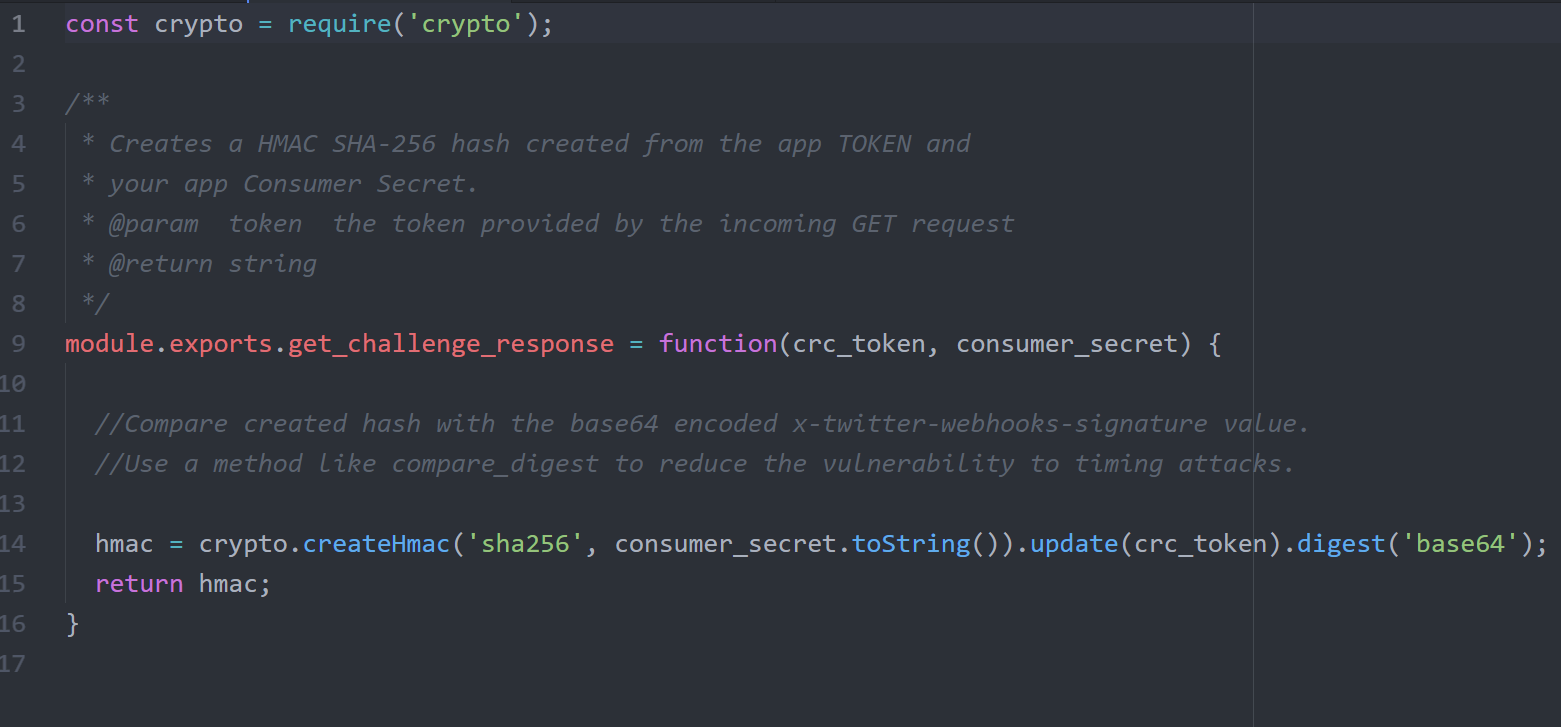 1 const crypto = require('crypto');
2
3 /**
4  * Creates a HMAC SHA-256 hash created from the app TOKEN and
5  * your app Consumer Secret.
6  * @param  token  the token provided by the incoming GET request
7  * @return string
8  */
9 module.exports.get_challenge_response = function(crc_token, consumer_secret) {
10
11   //Compare created hash with the base64 encoded x-twitter-webhooks-signature value.
12   //Use a method like compare_digest to reduce the vulnerability to timing attacks.
13
14   hmac = crypto.createHmac('sha256', consumer_secret.toString()).update(crc_token).digest('base64');
15   return hmac;
16 }
17